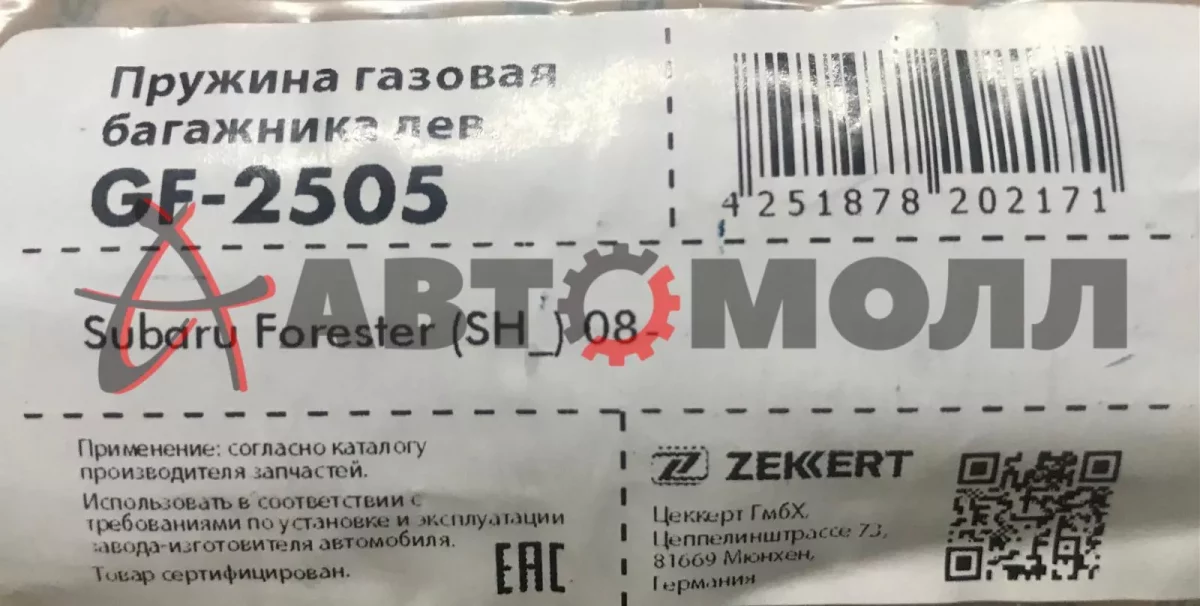 Пружина газовая
багажника лев
GF-2505
4 251878 202171
АВТОМОЛЛ
Subaru Forester (SH_) 08 -
Применение: согласно каталогу
производителя запчастей.
Использовать в соответствии с
требованиями по установке и эксплуатации
завода-изготовителя автомобиля.
Товар сертифицирован.
EAC
ZEKKERT
Цеккерт ГмбХ,
Цеппелинштрассе 73,
81669 Мюнхен,
Германия